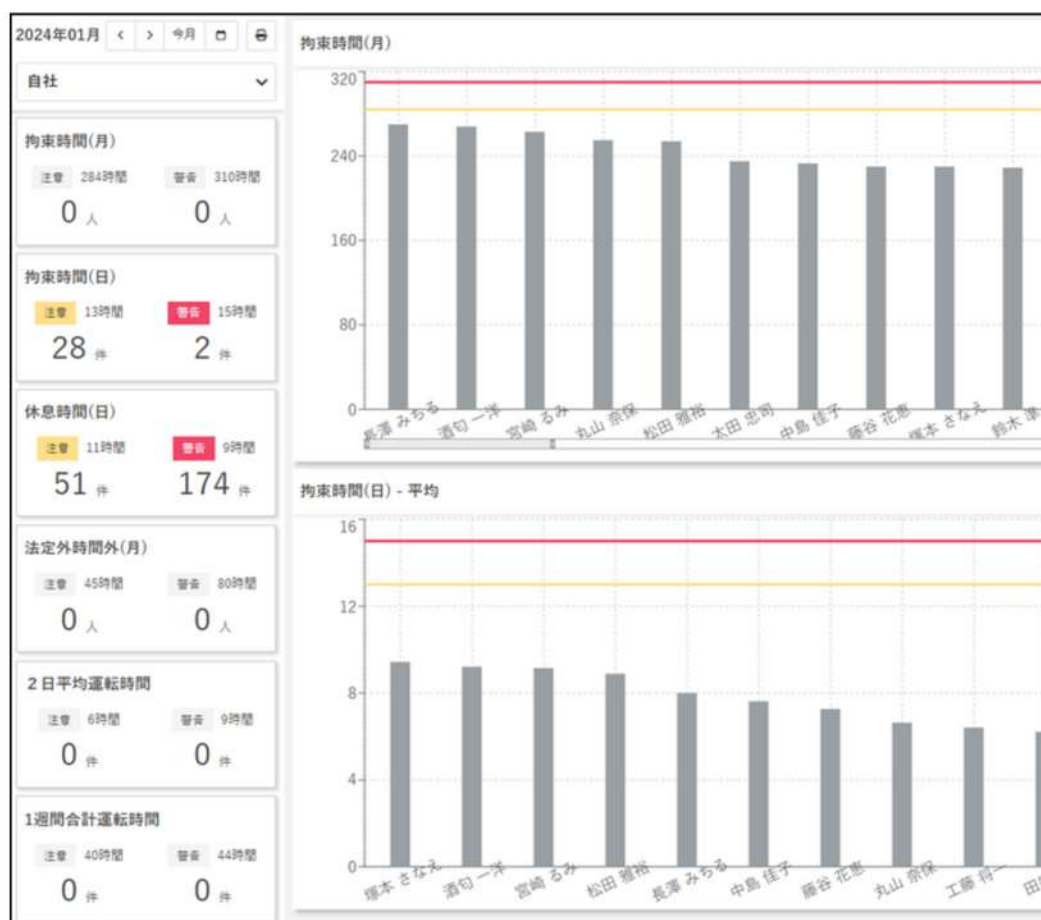 2024年01月
今月
自社
拘束時間(月)
注意 284時間 警告 310時間
0 人 0 人
拘束時間(日)
注意 13時間 警告 15時間
28 件 2 件
休息時間(日)
注意 11時間 警告 9時間
51 件 174 件
法定外時間外(月)
注意 45時間 警告 80時間
0 人 0 人
2日平均運転時間
注意 6時間 警告 9時間
0 件 0 件
1週間合計運転時間
注意 40時間 警告 44時間
0 件 0 件
拘束時間(月)
320
240
160
80
0
長澤 みちる 酒匂 一洋 宮崎 るみ 丸山 奈保 松田 雅裕 太田 忠司 中島 佳子 藤谷 花恵 塚本 さなえ 鈴木 準
拘束時間(日) - 平均
16
12
8
4
0
塚本 さなえ 酒匂 一洋 宮崎 るみ 松田 雅裕 長澤 みちる 中島 佳子 藤谷 花恵 丸山 奈保 工藤 将一